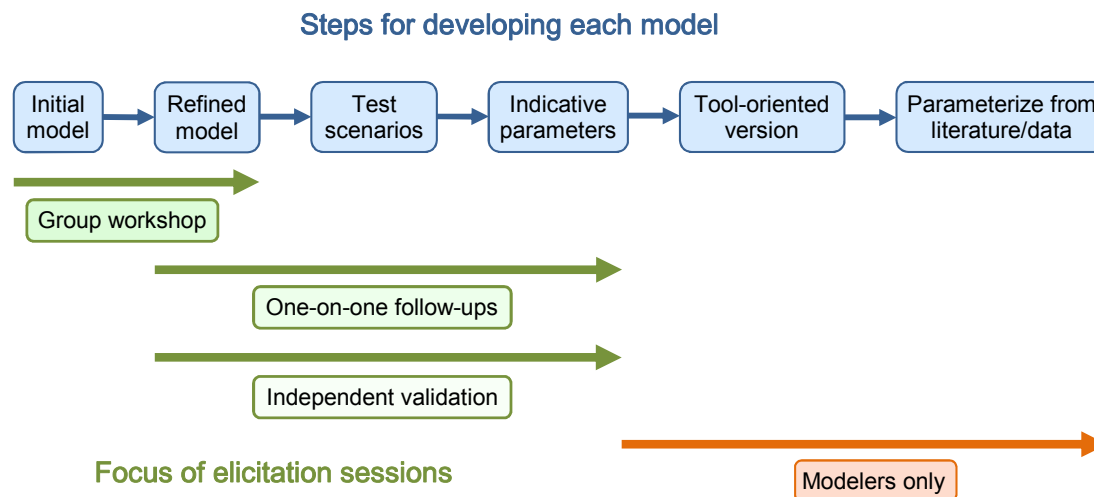 Steps for developing each model
Initial
model
Refined
model
Test
scenarios
Indicative
parameters
Tool-oriented
version
Parameterize from
literature/data
Group workshop
One-on-one follow-ups
Independent validation
Focus of elicitation sessions
Modelers only